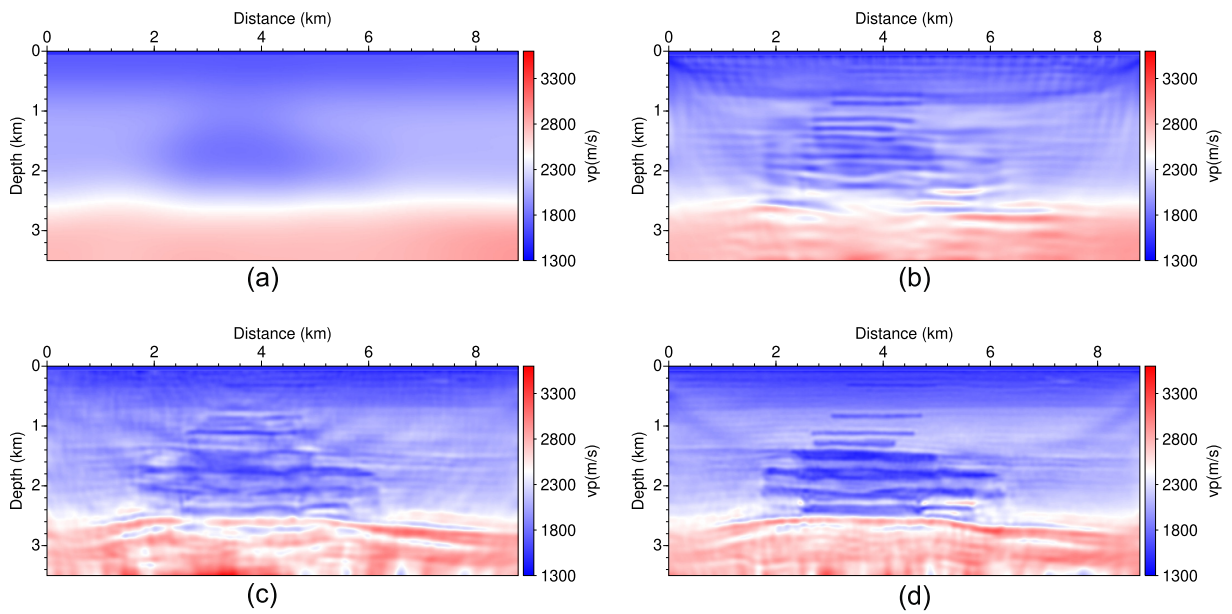 Distance (km)
0 2 4 6 8
Depth (km)
0
1
2
3
3300
2800
2300
1800
1300
vp(m/s)
(a)
Distance (km)
0 2 4 6 8
Depth (km)
0
1
2
3
3300
2800
2300
1800
1300
vp(m/s)
(b)
Distance (km)
0 2 4 6 8
Depth (km)
0
1
2
3
3300
2800
2300
1800
1300
vp(m/s)
(c)
Distance (km)
0 2 4 6 8
Depth (km)
0
1
2
3
3300
2800
2300
1800
1300
vp(m/s)
(d)